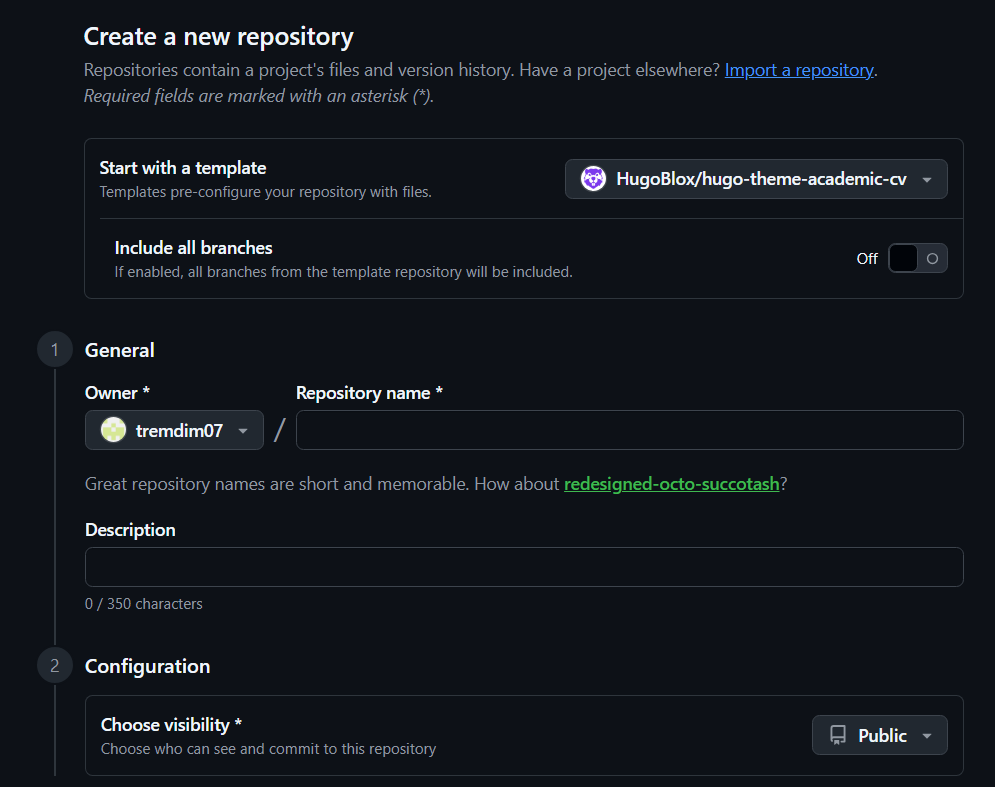 Create a new repository
Repositories contain a project's files and version history. Have a project elsewhere? Import a repository.
Required fields are marked with an asterisk (*).
Start with a template
Templates pre-configure your repository with files.
HugoBlox/hugo-theme-academic-cv
Include all branches
If enabled, all branches from the template repository will be included.
Off
1
General
Owner *
Repository name *
tremdim07
/
Great repository names are short and memorable. How about redesigned-octo-succotash?
Description
0 / 350 characters
2
Configuration
Choose visibility *
Choose who can see and commit to this repository
Public